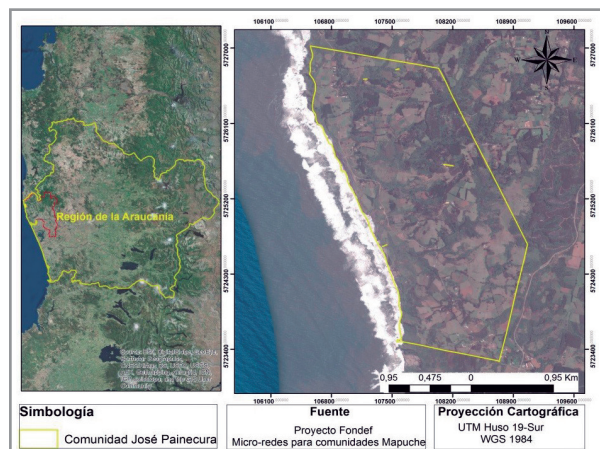 106100 106800 107500 108200 108900 109600
5727000
5726100
5725200
5724300
5723400
N
W E
S
5727000
5726100
5725200
5724300
5723400
Región de la Araucanía
Community
0,95 0,475 0 0,95 Km
106100 106800 107500 108200 108900 109600
Simbología
Comunidad José Painecura
Fuente
Proyecto Fondef
Micro-redes para comunidades Mapuche
Proyección Cartográfica
UTM Huso 19-Sur
WGS 1984